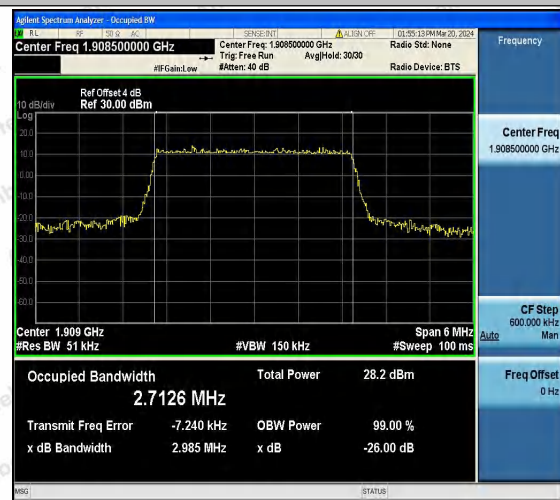 Agilent Spectrum Analyzer - Occupied BW
RL RF 50 Ω AC SENSE:INT ALIGN OFF 01:55:13 PM Mar 20, 2024
Center Freq 1.908500000 GHz Center Freq: 1.908500000 GHz Radio Std: None
Trig: Free Run Avg|Hold: 30/30
#IFGain:Low #Atten: 40 dB Radio Device: BTS
Ref Offset 4 dB
10 dB/div Ref 30.00 dBm
Log
20.0
10.0
0.00
-10.0
-20.0
-30.0
-40.0
-50.0
-60.0
Center 1.909 GHz Span 6 MHz
#Res BW 51 kHz #VBW 150 kHz #Sweep 100 ms
Occupied Bandwidth Total Power 28.2 dBm
2.7126 MHz
Transmit Freq Error -7.240 kHz OBW Power 99.00 %
x dB Bandwidth 2.985 MHz x dB -26.00 dB
MSG STATUS
Frequency
Center Freq
1.908500000 GHz
CF Step
600.000 kHz
Auto Man
Freq Offset
0 Hz